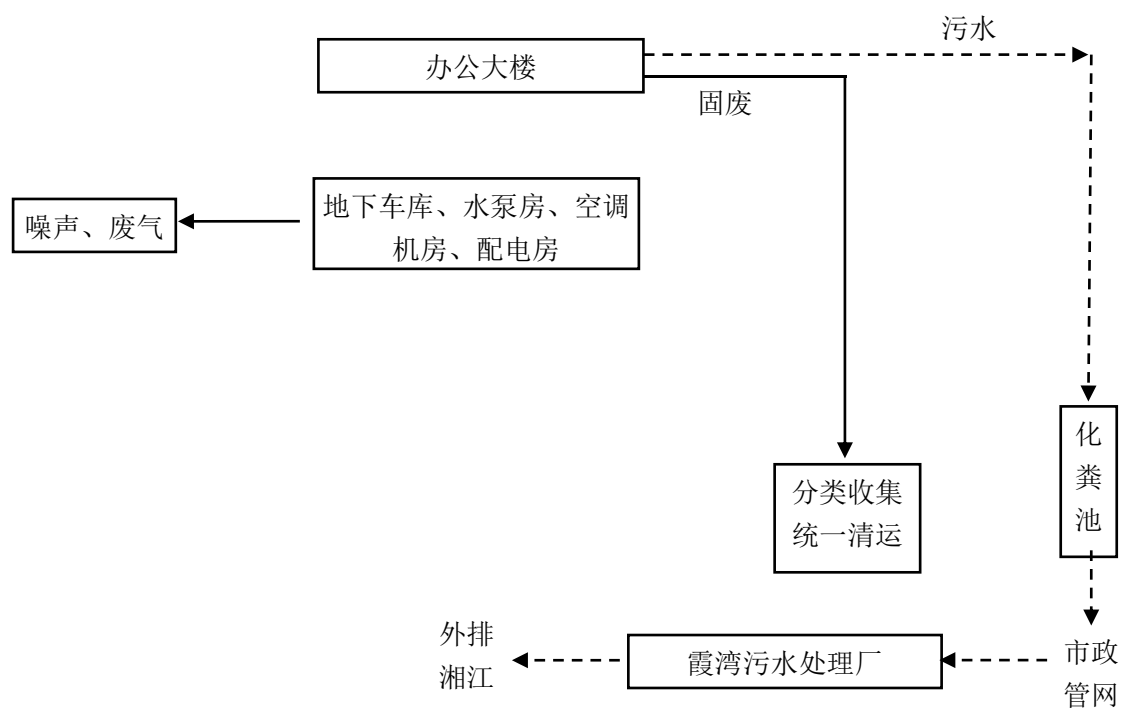 污水
办公大楼
固废
地下车库、水泵房、空调
机房、配电房
噪声、废气
化
粪
池
分类收集
统一清运
外排
湘江
霞湾污水处理厂
市政
管网